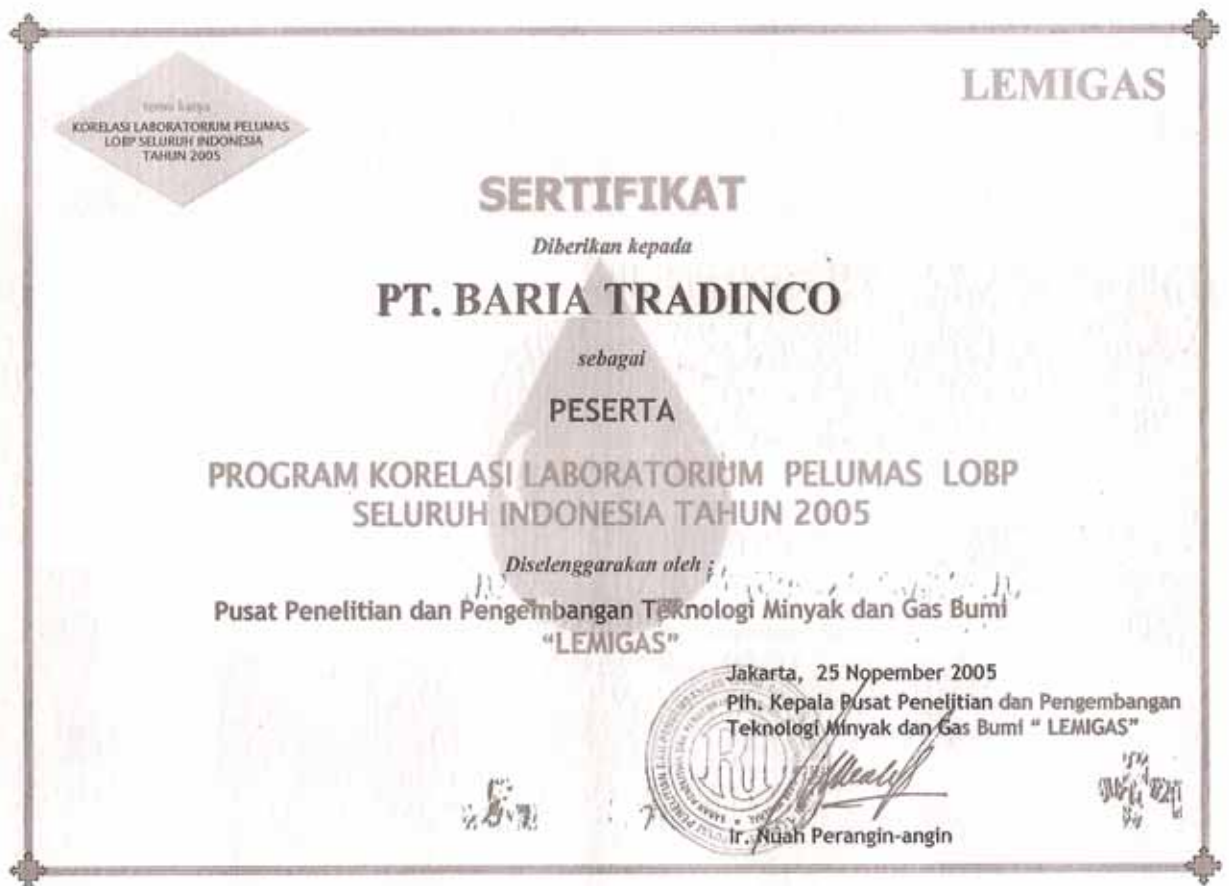 temu karya
KORELASI LABORATORIUM PELUMAS
LOBP SELURUH INDONESIA
TAHUN 2005
LEMIGAS
SERTIFIKAT
Diberikan kepada
PT. BARIA TRADINCO
sebagai
PESERTA
PROGRAM KORELASI LABORATORIUM PELUMAS LOBP
SELURUH INDONESIA TAHUN 2005
Diselenggarakan oleh :
Pusat Penelitian dan Pengembangan Teknologi Minyak dan Gas Bumi
“LEMIGAS”
Jakarta, 25 Nopember 2005
Plh. Kepala Pusat Penelitian dan Pengembangan
Teknologi Minyak dan Gas Bumi “ LEMIGAS”
Ir. Nuah Perangin-angin